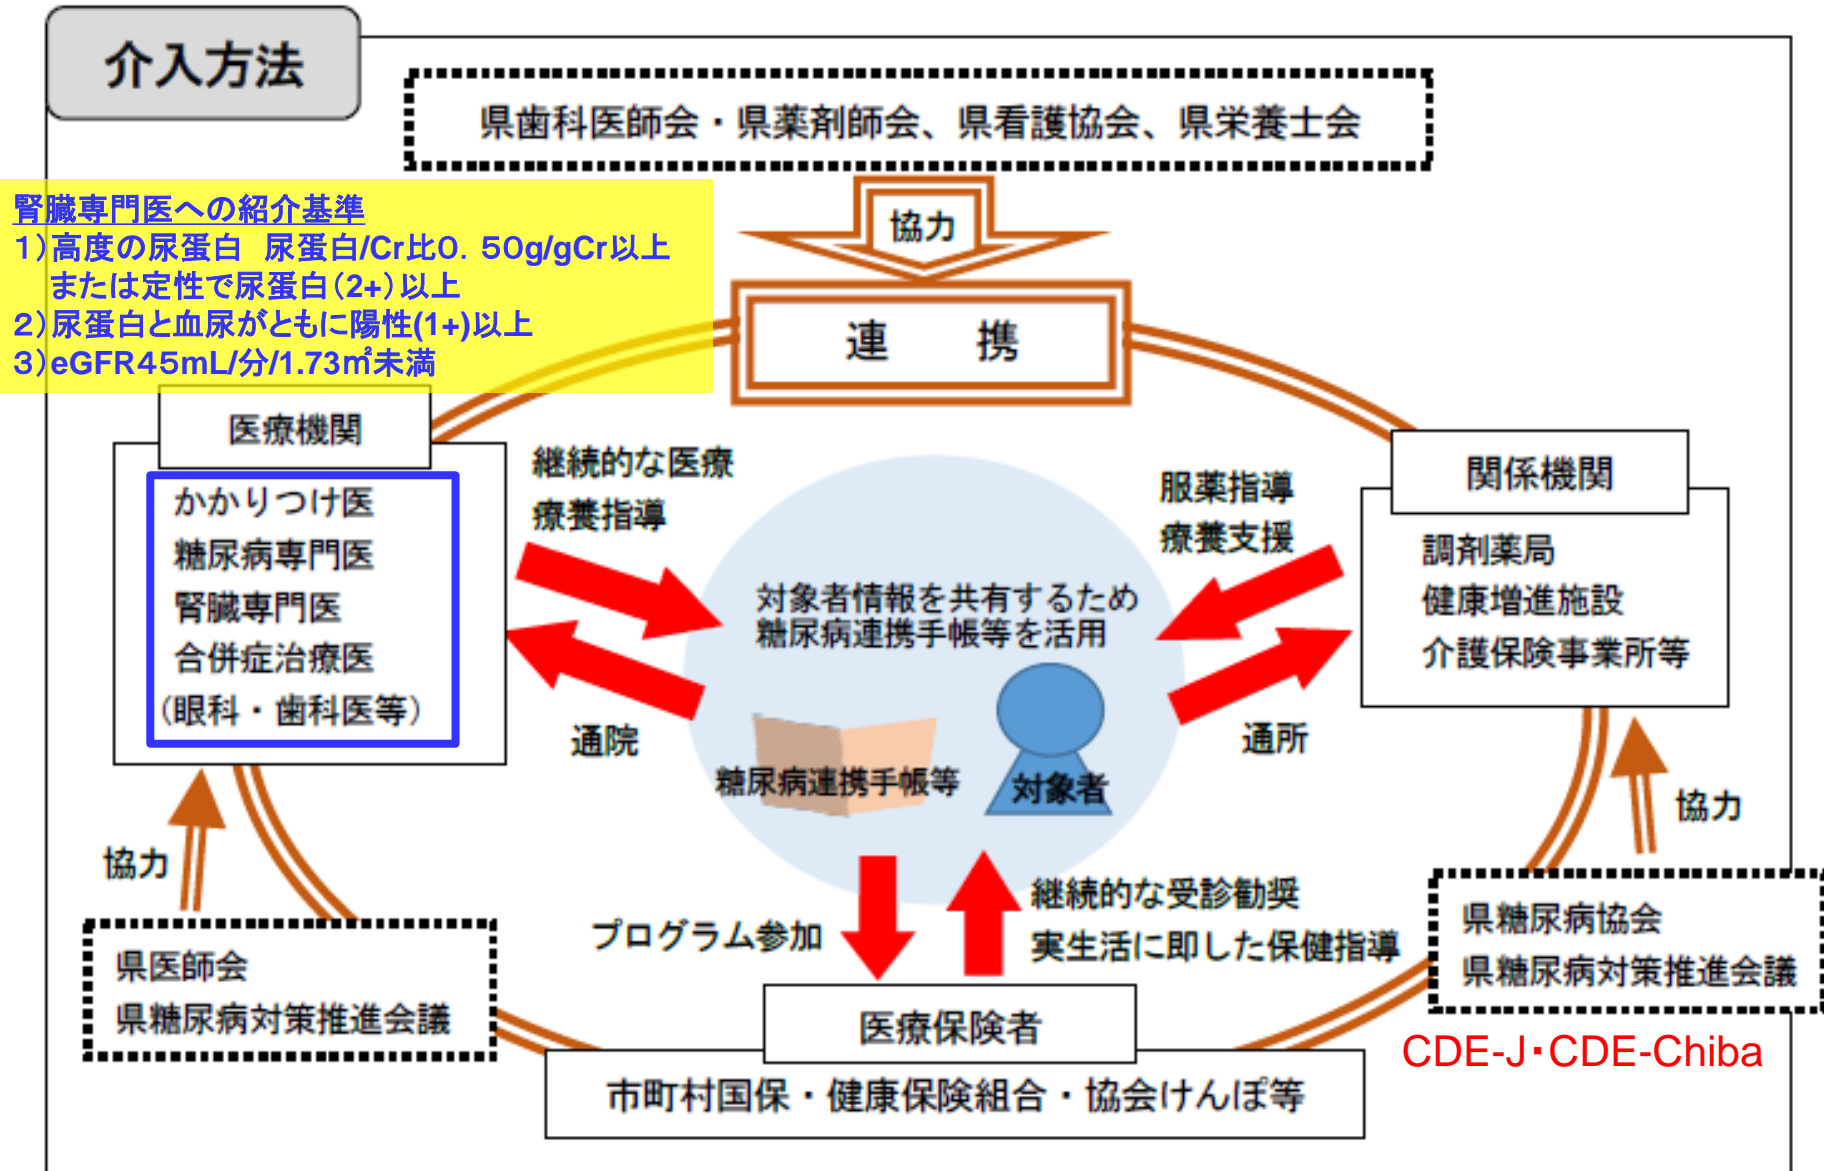 介入方法
県歯科医師会・県薬剤師会、県看護協会、県栄養士会
協力
腎臓専門医への紹介基準
1)高度の尿蛋白 尿蛋白/Cr比0．50g/gCr以上
または定性で尿蛋白(2+)以上
2)尿蛋白と血尿がともに陽性(1+)以上
3)eGFR45mL/分/1.73㎡未満
連　携
医療機関
かかりつけ医
糖尿病専門医
腎臓専門医
合併症治療医
(眼科・歯科医等)
継続的な医療
療養指導
通院
服薬指導
療養支援
通所
関係機関
調剤薬局
健康増進施設
介護保険事業所等
対象者情報を共有するため
糖尿病連携手帳等を活用
糖尿病連携手帳等
対象者
協力
県医師会
県糖尿病対策推進会議
プログラム参加
継続的な受診勧奨
実生活に即した保健指導
協力
県糖尿病協会
県糖尿病対策推進会議
CDE-J・CDE-Chiba
医療保険者
市町村国保・健康保険組合・協会けんぽ等